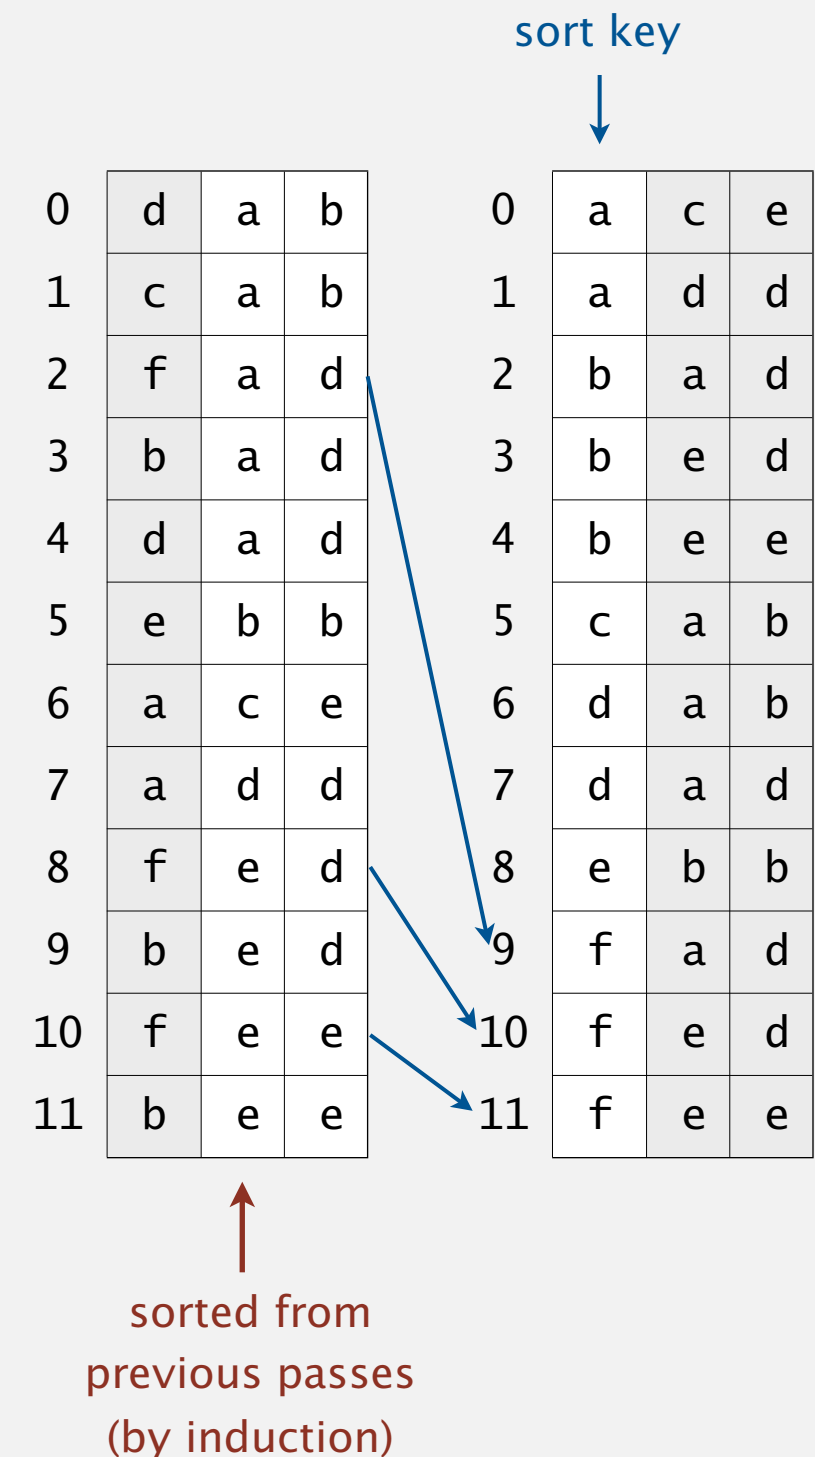 sort key
0 d a b 0 a c e
1 c a b 1 a d d
2 f a d 2 b a d
3 b a d 3 b e d
4 d a d 4 b e e
5 e b b 5 c a b
6 a c e 6 d a b
7 a d d 7 d a d
8 f e d 8 e b b
9 b e d 9 f a d
10 f e e 10 f e d
11 b e e 11 f e e
sorted from
previous passes
(by induction)